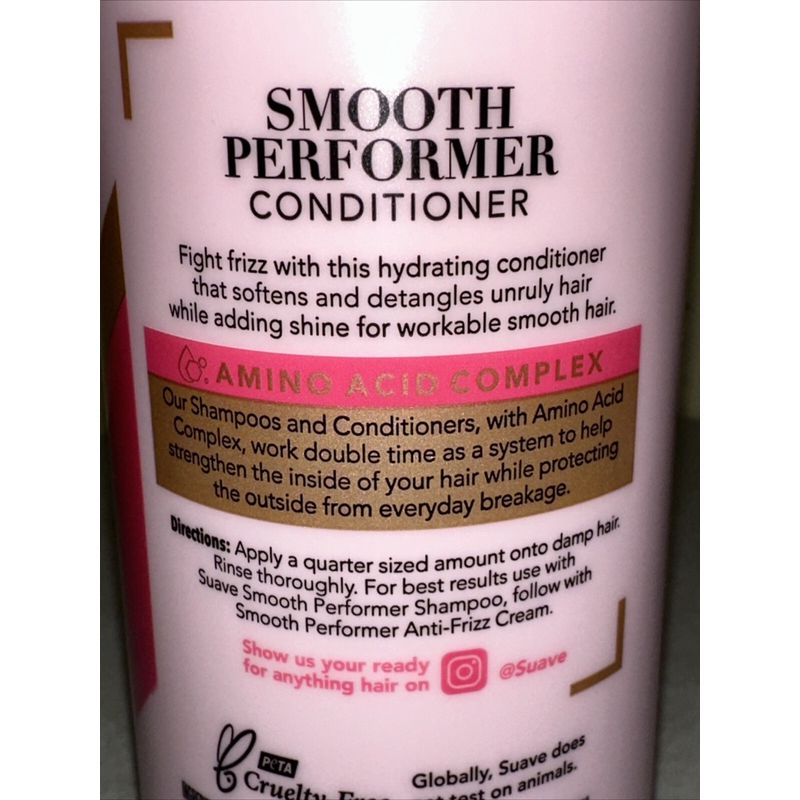 SMOOTH
PERFORMER
CONDITIONER
Fight frizz with this hydrating conditioner
that softens and detangles unruly hair
while adding shine for workable smooth hair.
AMINO ACID COMPLEX
Our Shampoos and Conditioners, with Amino Acid
Complex, work double time as a system to help
strengthen the inside of your hair while protecting
the outside from everyday breakage.
Directions: Apply a quarter sized amount onto damp hair.
Rinse thoroughly. For best results use with
Suave Smooth Performer Shampoo, follow with
Smooth Performer Anti-Frizz Cream.
Show us your ready
for anything hair on @Suave
PETA
Cruelty
Globally, Suave does
test on animals.